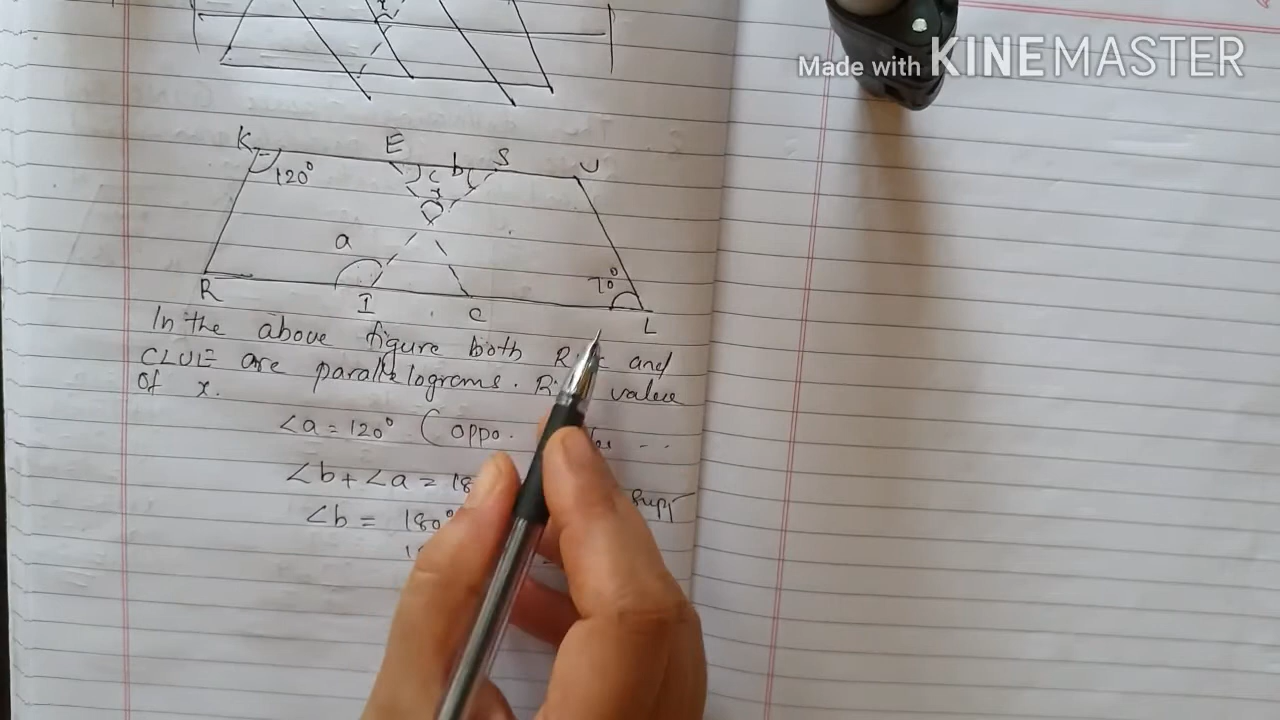 Made with KINEMASTER
K E b S U
120° c
x
a
70°
R I C L
In the above figure both and
CLUE are parallelograms. value
of x.
∠a = 120° (oppo.
∠b + ∠a = 18
∠b = 180°